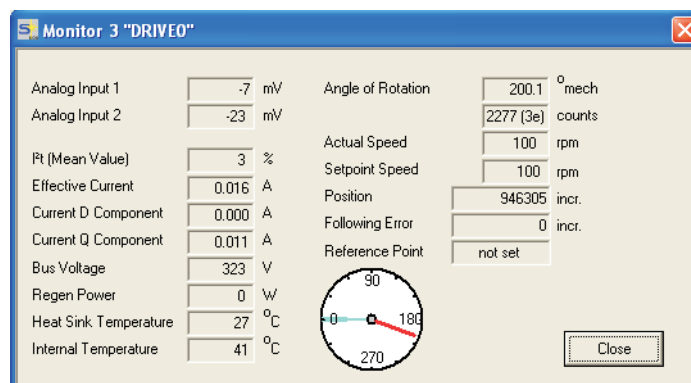 Monitor 3 "DRIVE0"
Analog Input 1 -7 mV
Analog Input 2 -23 mV
I²t (Mean Value) 3 %
Effective Current 0.016 A
Current D Component 0.000 A
Current Q Component 0.011 A
Bus Voltage 323 V
Regen Power 0 W
Heat Sink Temperature 27 °C
Internal Temperature 41 °C
Angle of Rotation 200.1 °mech
2277 (3e) counts
Actual Speed 100 rpm
Setpoint Speed 100 rpm
Position 946305 incr.
Following Error 0 incr.
Reference Point not set
90
0 180
270
Close